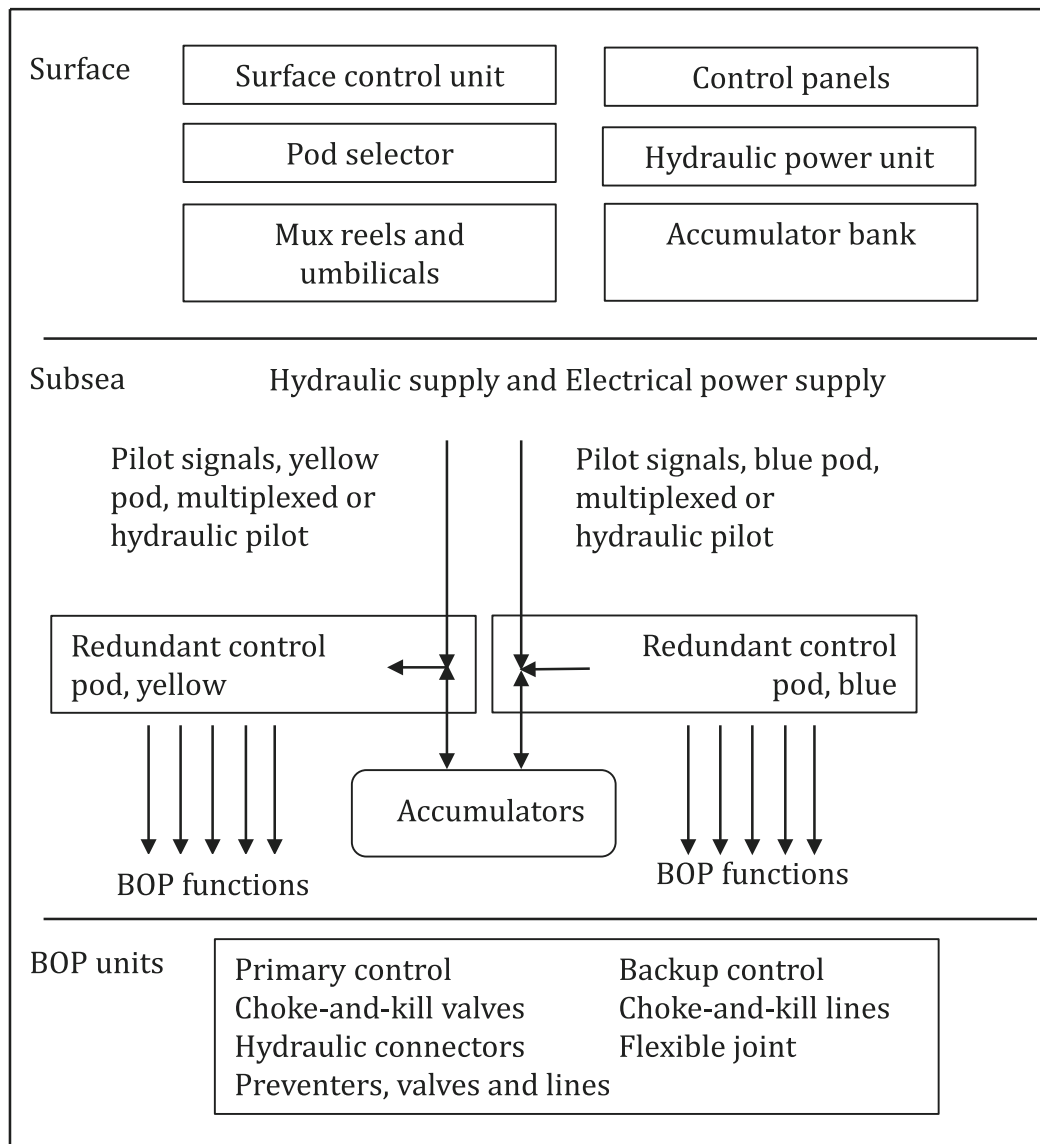 Surface
Surface control unit
Control panels
Pod selector
Hydraulic power unit
Mux reels and
umbilicals
Accumulator bank
Subsea
Hydraulic supply and Electrical power supply
Pilot signals, yellow
pod, multiplexed or
hydraulic pilot
Pilot signals, blue pod,
multiplexed or
hydraulic pilot
Redundant control
pod, yellow
Redundant control
pod, blue
Accumulators
BOP functions
BOP functions
BOP units
Primary control
Backup control
Choke-and-kill valves
Choke-and-kill lines
Hydraulic connectors
Flexible joint
Preventers, valves and lines